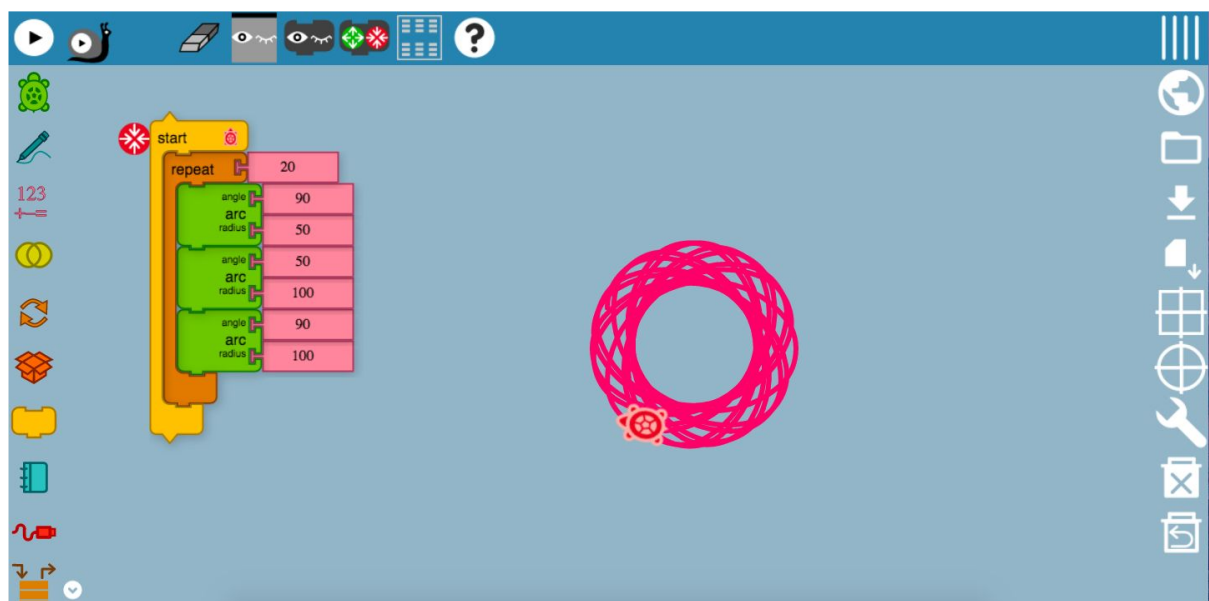 ?
start
repeat 20
angle 90
arc
radius 50
123
+−=
angle 50
arc
radius 100
angle 90
arc
radius 100